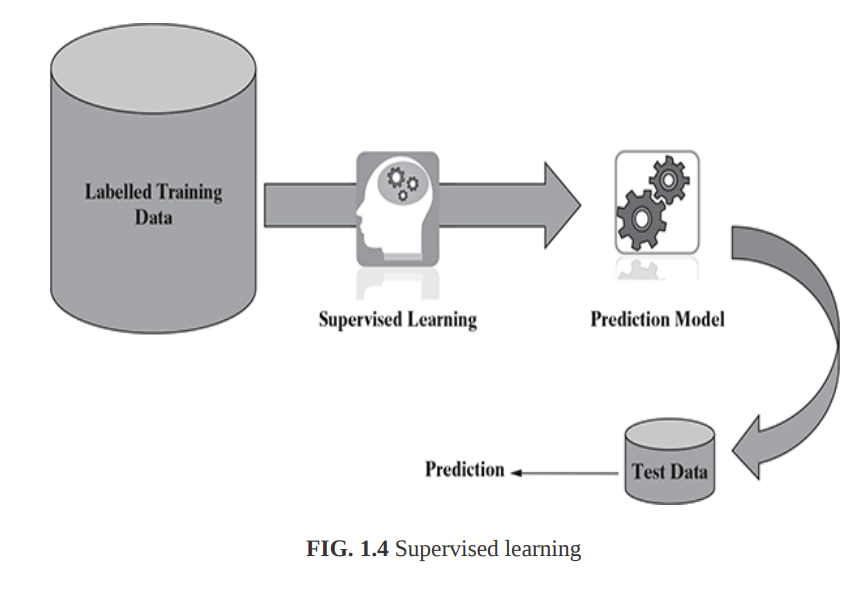 Labelled Training
Data
Supervised Learning
Prediction Model
Prediction
Test Data
FIG. 1.4 Supervised learning